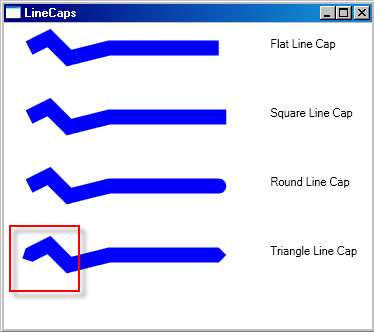 LineCaps
Flat Line Cap
Square Line Cap
Round Line Cap
Triangle Line Cap